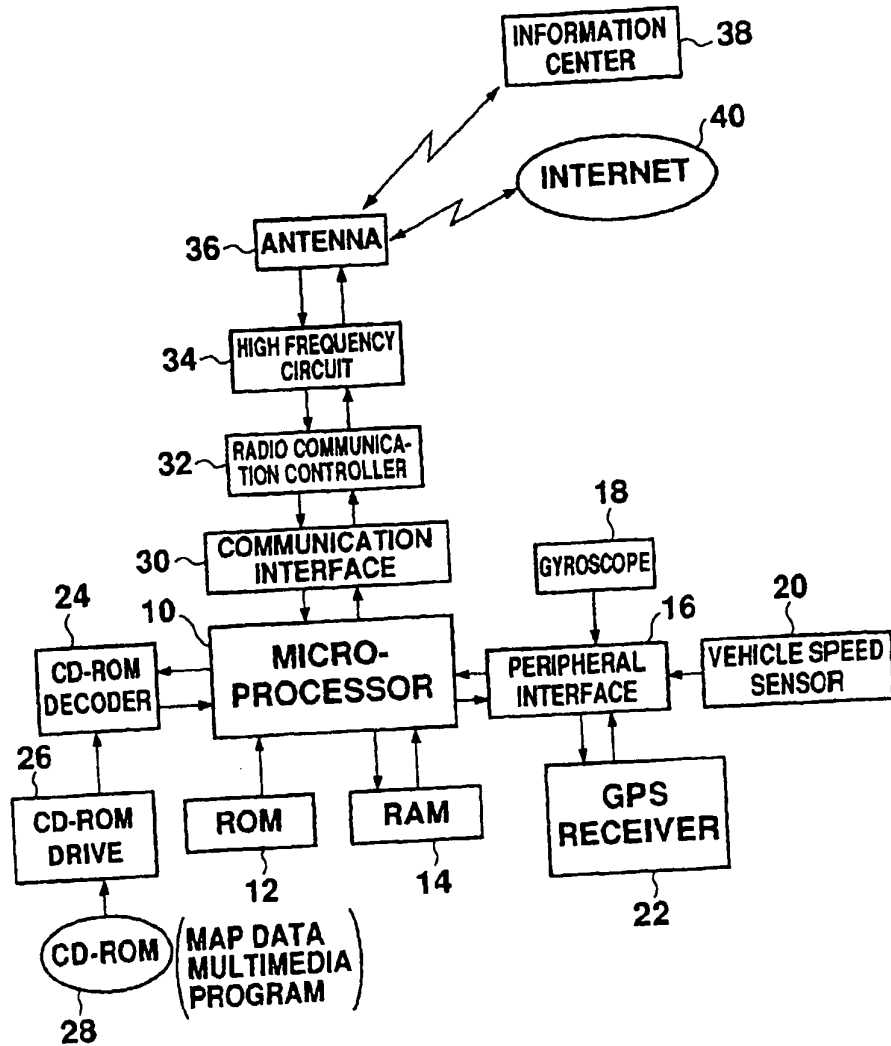 INFORMATION
CENTER
38
40
INTERNET
36
ANTENNA
34
HIGH FREQUENCY
CIRCUIT
32
RADIO COMMUNICA-
TION CONTROLLER
30
COMMUNICATION
INTERFACE
18
GYROSCOPE
24
10
16
20
CD-ROM
DECODER
MICRO-
PROCESSOR
PERIPHERAL
INTERFACE
VEHICLE SPEED
SENSOR
26
CD-ROM
DRIVE
ROM
12
RAM
14
GPS
RECEIVER
22
CD-ROM
28
(MAP DATA
MULTIMEDIA
PROGRAM)